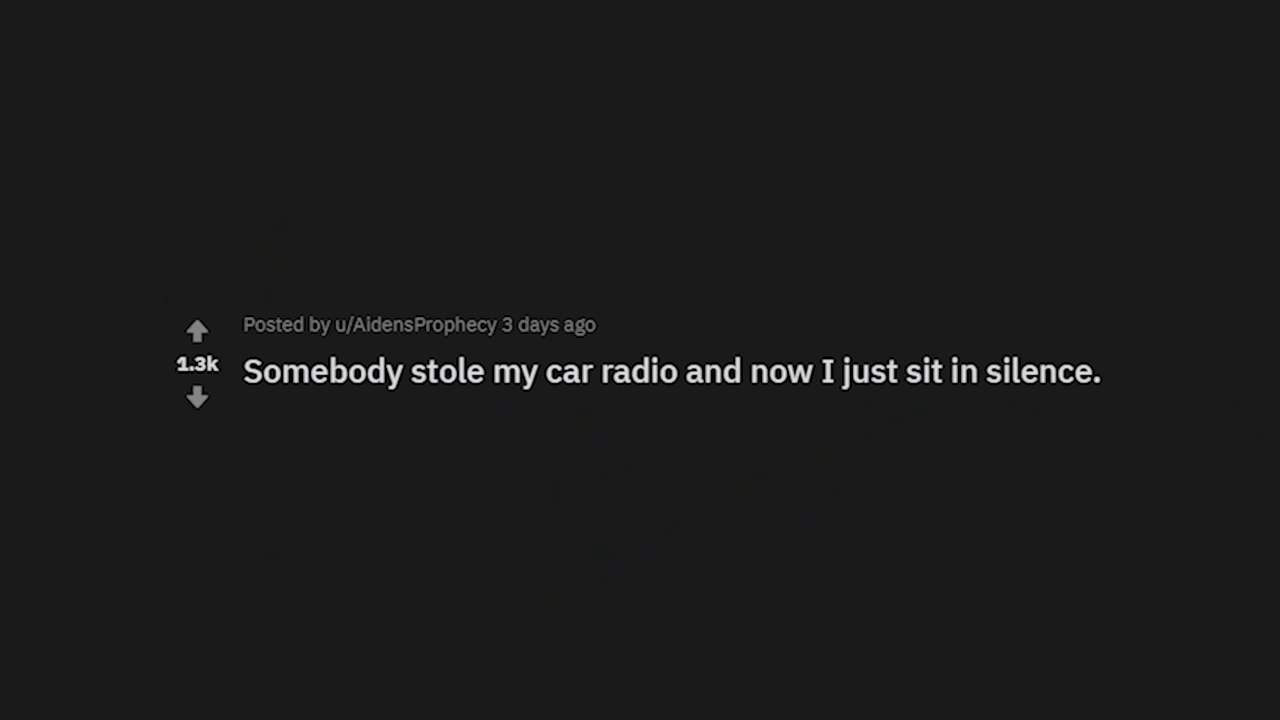 Posted by u/AidensProphecy 3 days ago
1.3k
Somebody stole my car radio and now I just sit in silence.